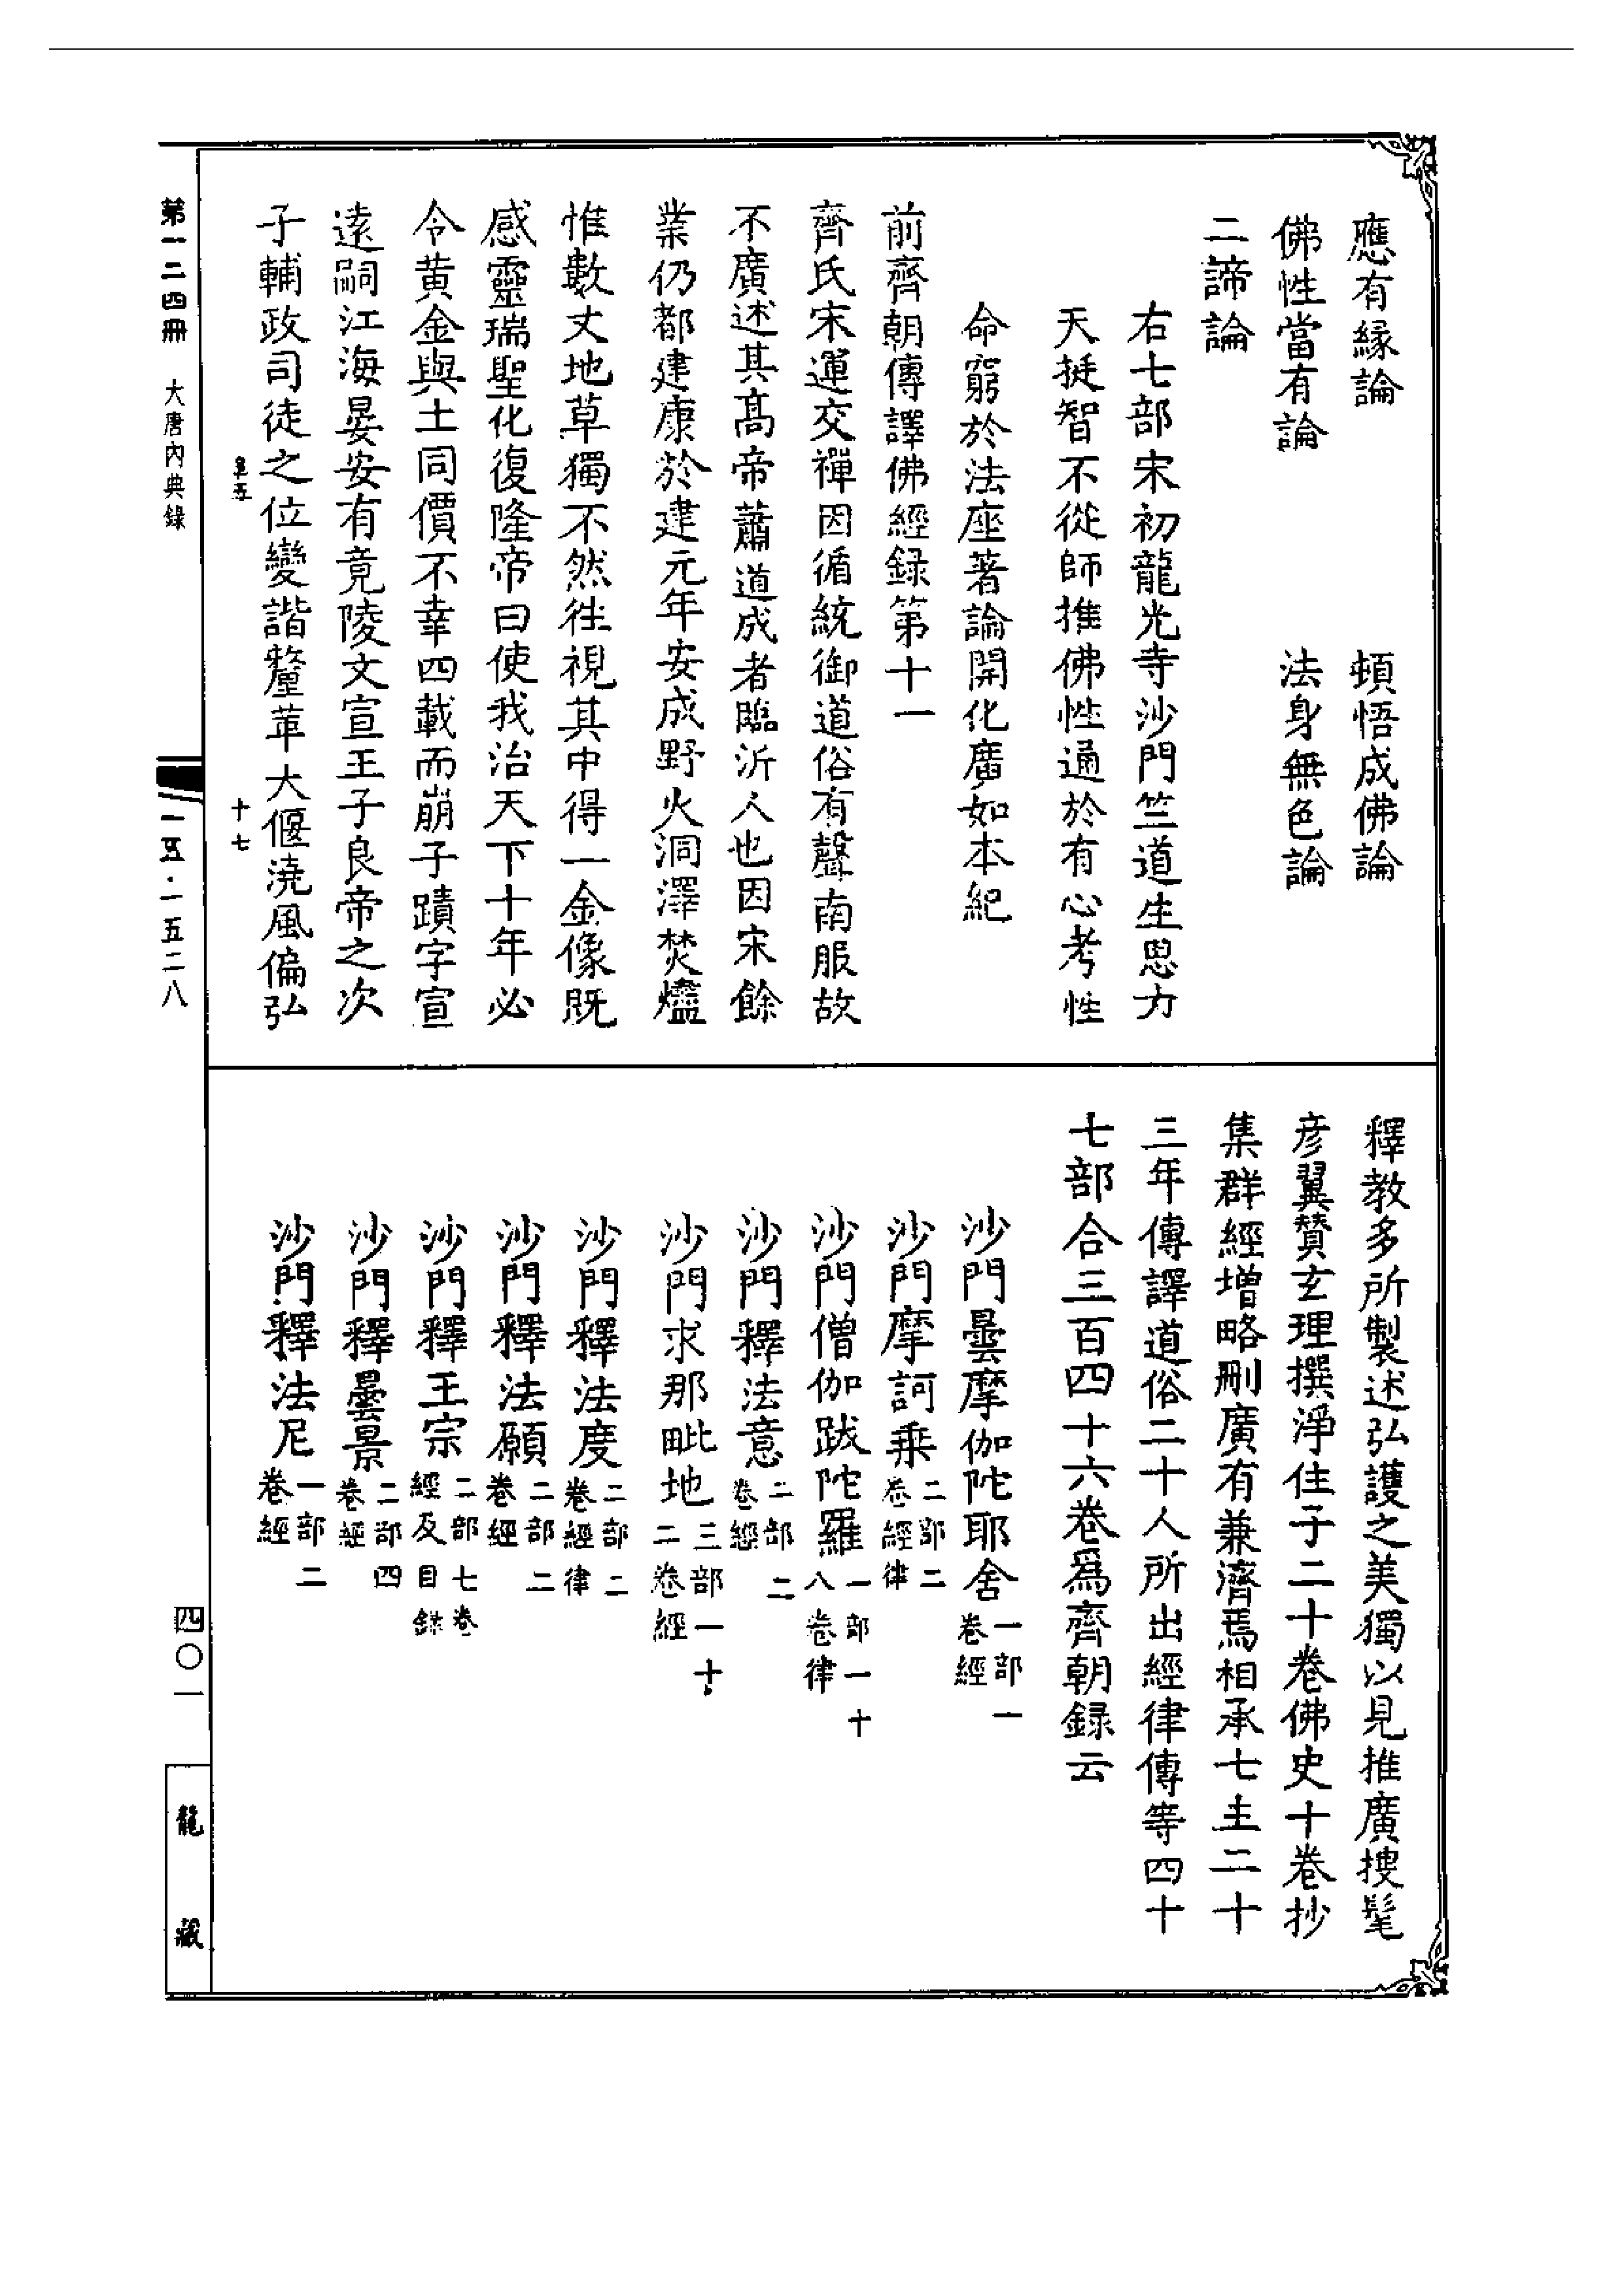 應有緣論　頓悟成佛論
佛性當有論　法身無色論
二諦論
右七部宋初龍光寺沙門竺道生思力
天挺智不從師推佛性通於有心考性
命窮於法座著論開化廣如本紀
前齊朝傳譯佛經録第十一
齊氏宋運交禪因循統御道俗有聲南服故
不廣述其高帝蕭道成者臨沂人也因宋餘
業仍都建康於建元年安成野火洞澤焚爐
惟數丈地草獨不然往視其中得一金像既
感靈瑞聖化復隆帝曰使我治天下十年必
令黄金與土同價不幸四載而崩子蹟字宣
遠嗣江海晏安有竟陵文宣王子良帝之次
子輔政司徒之位變諧釐革大偃澆風偏弘
釋教多所製述弘護之美獨以見推廣搜髦
彦翼贊玄理撰淨住子二十卷佛史十卷抄
集群經增略刪廣有兼濟焉相承七主二十
三年傳譯道俗二十人所出經律傳等四十
七部合三百四十六卷爲齊朝録云
沙門曇摩伽陀耶舍一部一卷經
沙門摩訶乘二部二卷經律
沙門僧伽跋陀羅一部一十八卷律
沙門釋法意二部二卷經
沙門求那毗地三部一十二卷經
沙門釋法度二部二卷經律
沙門釋法願二部二卷經
沙門釋王宗二部七卷經及目録
沙門釋曇景二部四卷經
沙門釋法尼一部二卷經
阜五　十七
第一二四冊　大唐內典錄
一五·一五二八
四〇一
龍藏